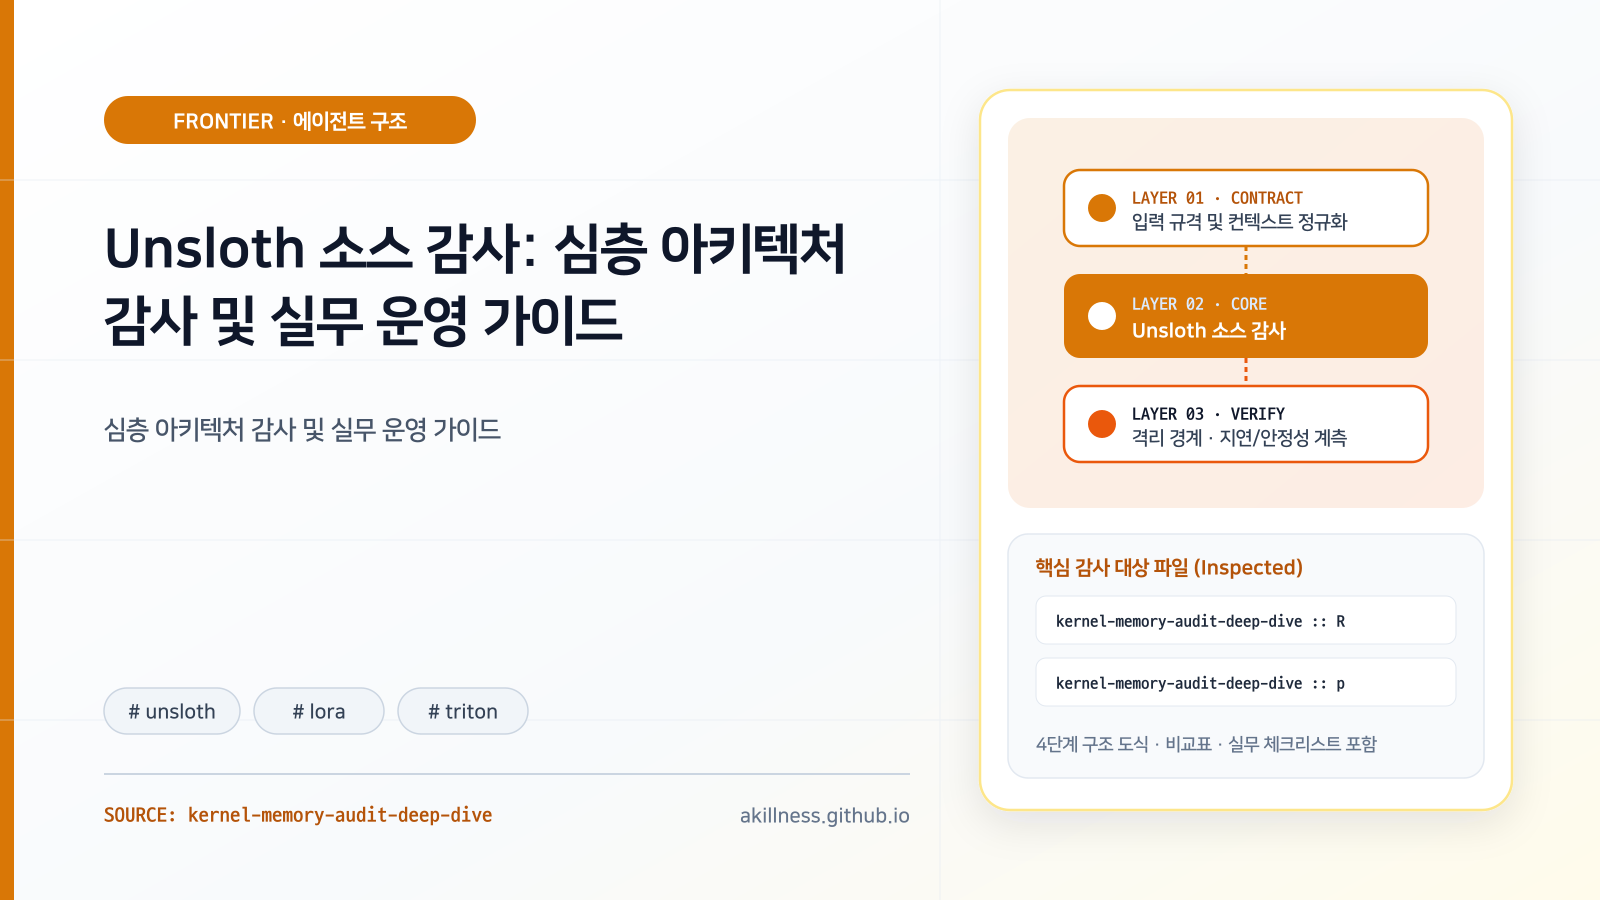 FRONTIER · 에이전트 구조
Unsloth 소스 감사: 심층 아키텍처
감사 및 실무 운영 가이드
심층 아키텍처 감사 및 실무 운영 가이드
# unsloth
# lora
# triton
SOURCE: kernel-memory-audit-deep-dive
akillness.github.io
LAYER 01 · CONTRACT
입력 규격 및 컨텍스트 정규화
LAYER 02 · CORE
Unsloth 소스 감사
LAYER 03 · VERIFY
격리 경계 · 지연/안정성 계측
핵심 감사 대상 파일 (Inspected)
kernel-memory-audit-deep-dive :: R
kernel-memory-audit-deep-dive :: p
4단계 구조 도식 · 비교표 · 실무 체크리스트 포함